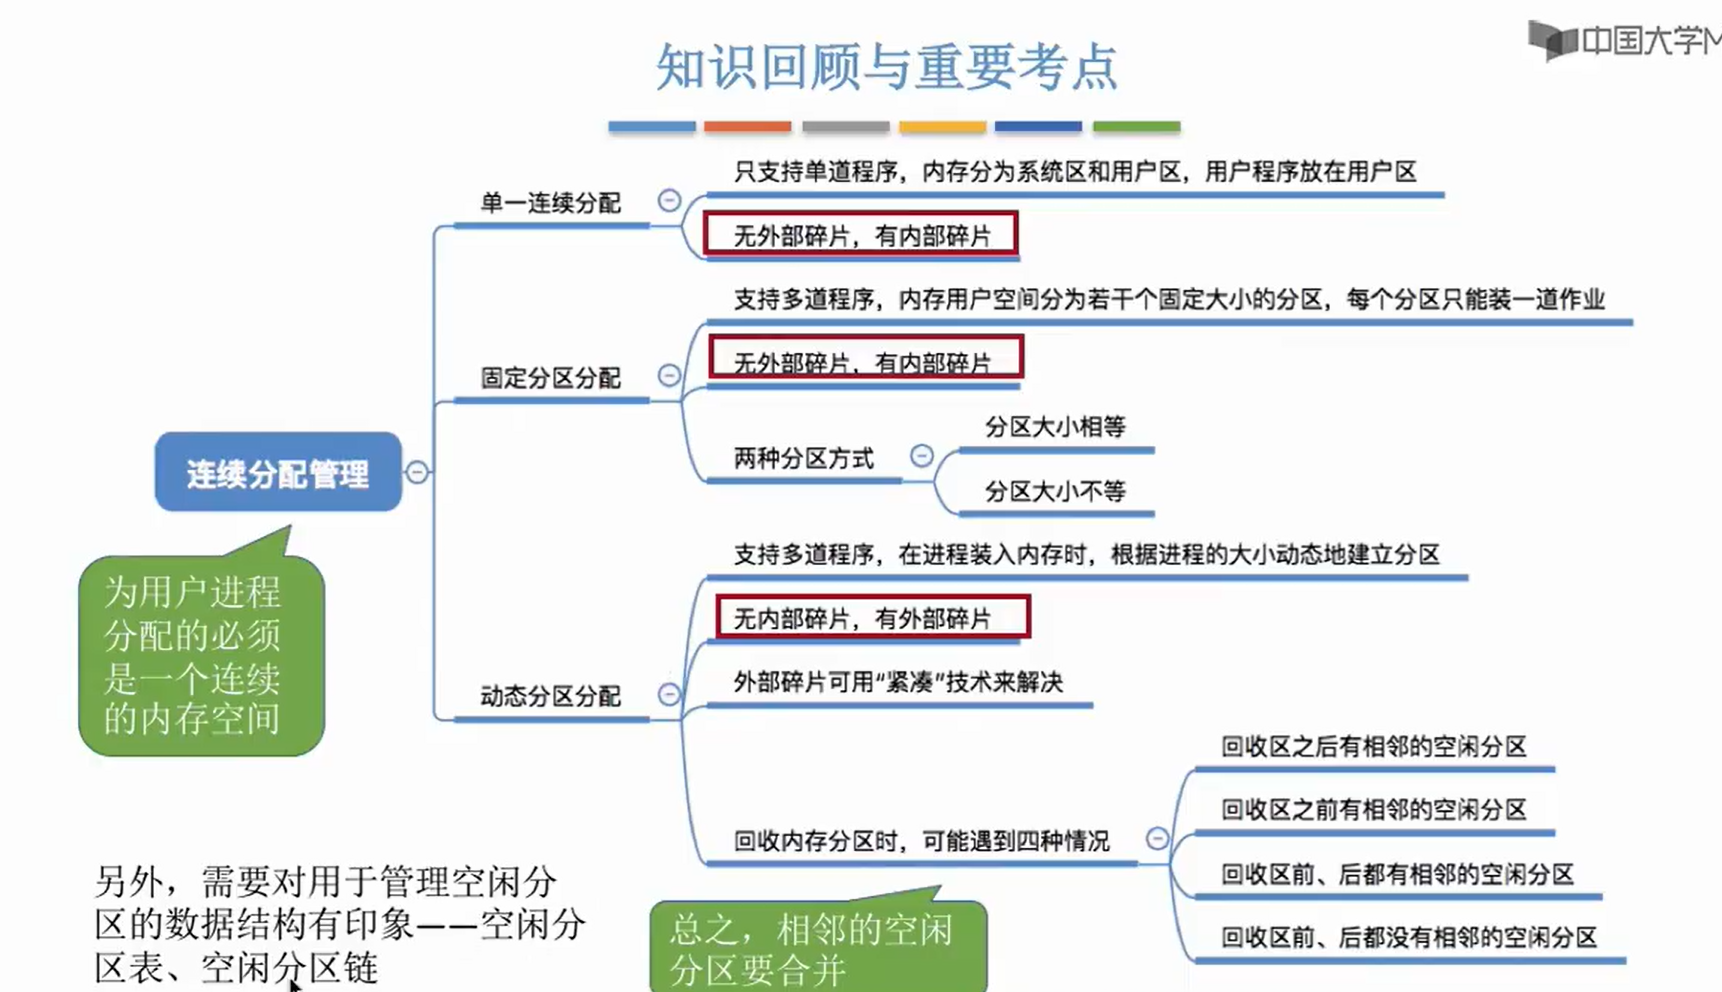 中国大学M
知识回顾与重要考点
连续分配管理
为用户进程
分配的必须
是一个连续
的内存空间
单一连续分配
只支持单道程序，内存分为系统区和用户区，用户程序放在用户区
无外部碎片，有内部碎片
固定分区分配
支持多道程序，内存用户空间分为若干个固定大小的分区，每个分区只能装一道作业
无外部碎片，有内部碎片
两种分区方式
分区大小相等
分区大小不等
动态分区分配
支持多道程序，在进程装入内存时，根据进程的大小动态地建立分区
无内部碎片，有外部碎片
外部碎片可用“紧凑”技术来解决
回收内存分区时，可能遇到四种情况
回收区之后有相邻的空闲分区
回收区之前有相邻的空闲分区
回收区前、后都有相邻的空闲分区
回收区前、后都没有相邻的空闲分区
总之，相邻的空闲
分区要合并
另外，需要对用于管理空闲分
区的数据结构有印象——空闲分
区表、空闲分区链